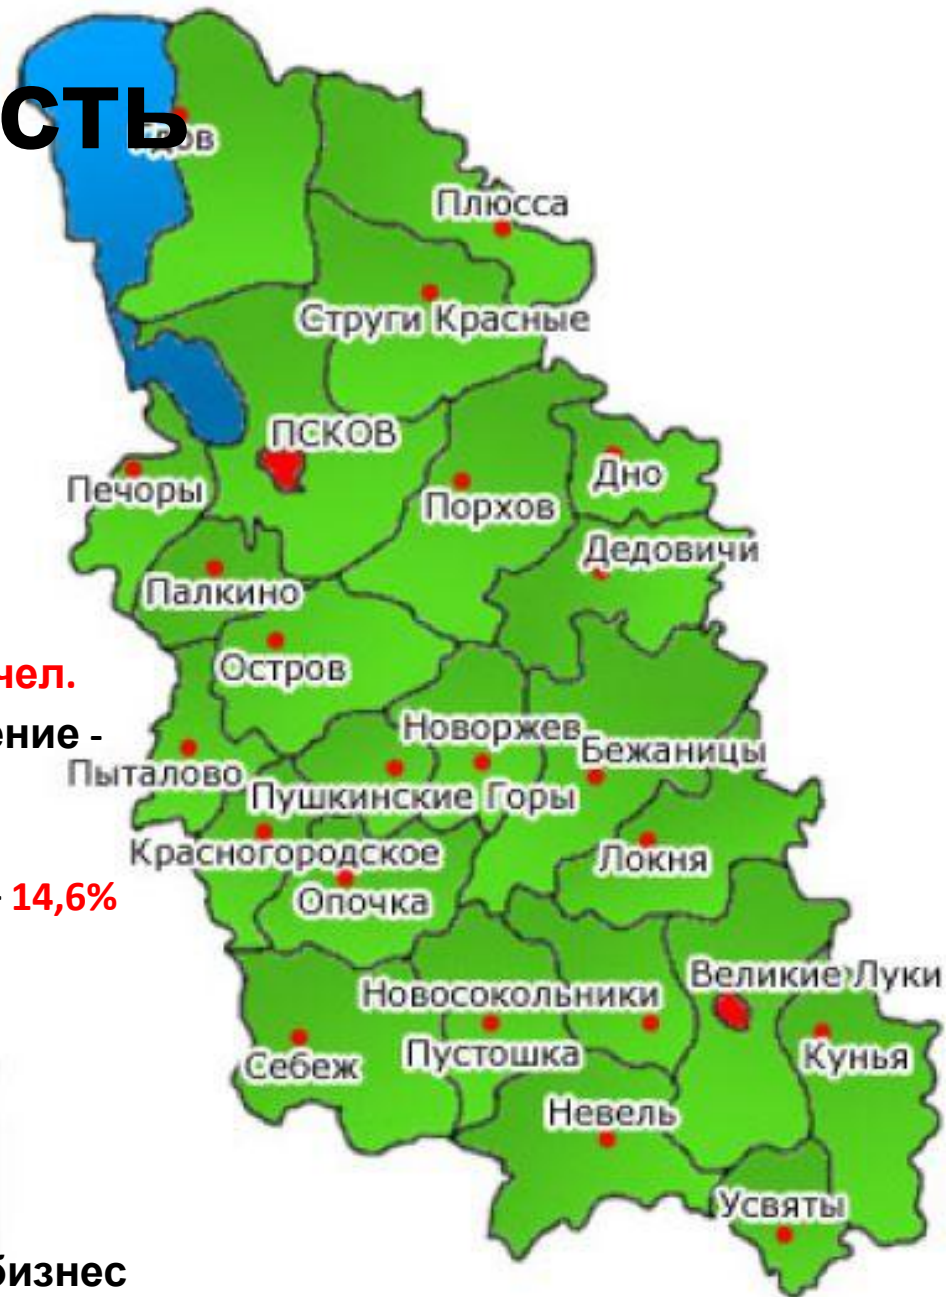 сть
дов
Плюсса
Струги Красные
ПСКОВ
Печоры
Порхов
Дно
Дедовичи
Палкино
Остров
чел.
ение -
Новоржев
Бежаницы
Пыталово
Пушкинские Горы
Красногородское
Локня
- 14,6%
Опочка
Великие Луки
Новосокольники
Пустошка
Себеж
Кунья
Невель
Усвяты
бизнес